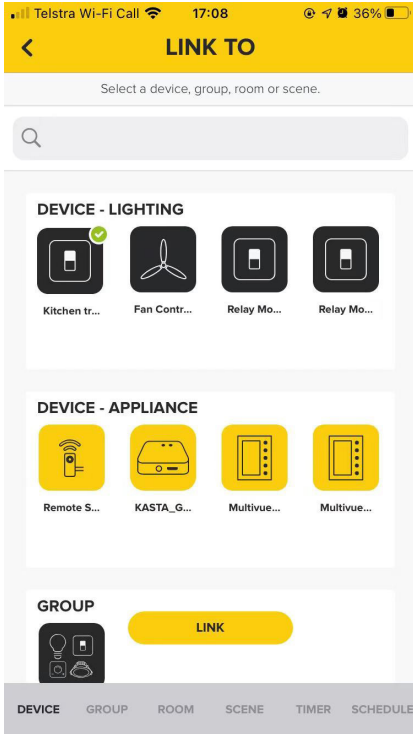 Telstra Wi-Fi Call 17:08 36%
LINK TO
Select a device, group, room or scene.
DEVICE - LIGHTING
Kitchen tr... Fan Contr... Relay Mo... Relay Mo...
DEVICE - APPLIANCE
Remote S... KASTA_G... Multivue... Multivue...
GROUP
LINK
DEVICE GROUP ROOM SCENE TIMER SCHEDULE